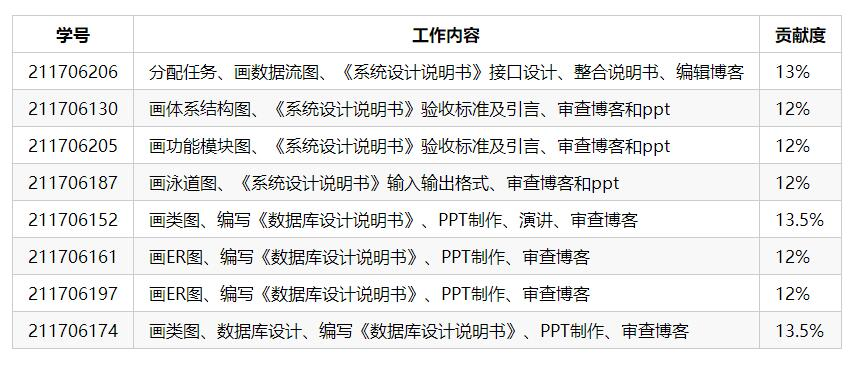 学号 工作内容 贡献度
211706206 分配任务、画数据流图、《系统设计说明书》接口设计、整合说明书、编辑博客 13%
211706130 画体系结构图、《系统设计说明书》验收标准及引言、审查博客和ppt 12%
211706205 画功能模块图、《系统设计说明书》验收标准及引言、审查博客和ppt 12%
211706187 画泳道图、《系统设计说明书》输入输出格式、审查博客和ppt 12%
211706152 画类图、编写《数据库设计说明书》、PPT制作、演讲、审查博客 13.5%
211706161 画ER图、编写《数据库设计说明书》、PPT制作、审查博客 12%
211706197 画ER图、编写《数据库设计说明书》、PPT制作、审查博客 12%
211706174 画类图、数据库设计、编写《数据库设计说明书》、PPT制作、审查博客 13.5%